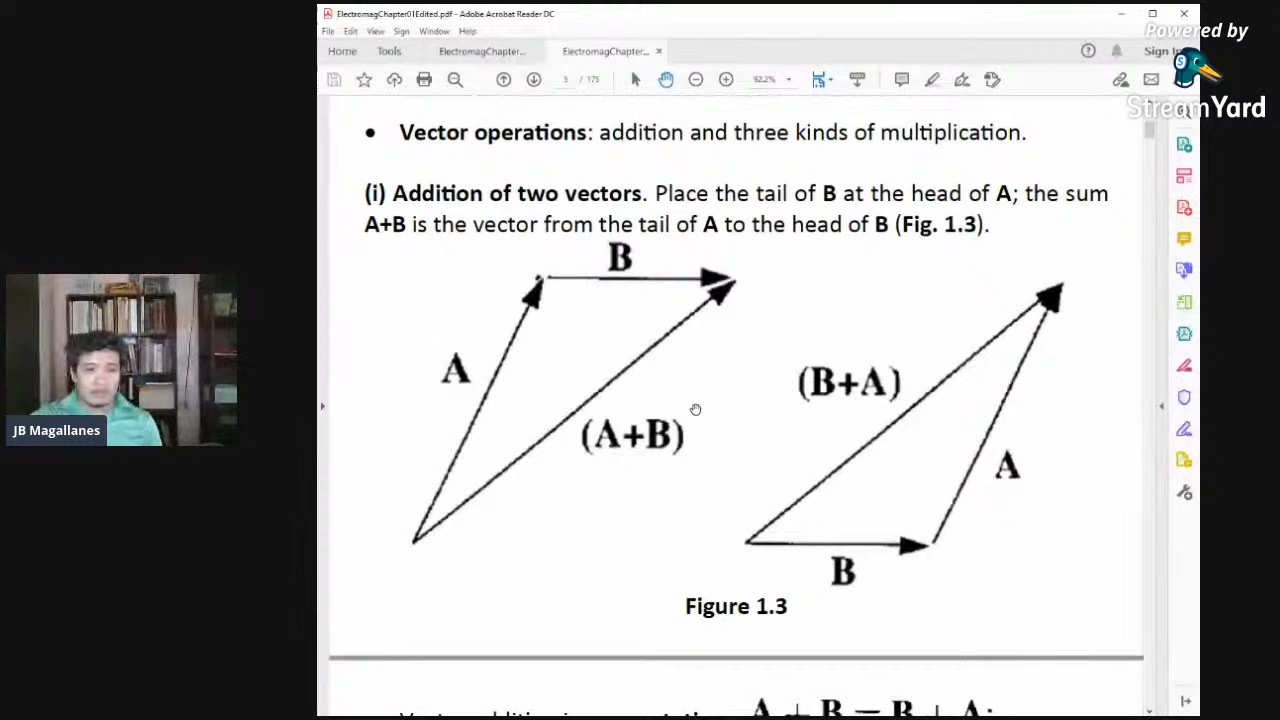 ElectromagChapter01Edited.pdf - Adobe Acrobat Reader DC
File Edit View Sign Window Help
Home Tools ElectromagChapter... ElectromagChapter... ×
Sign In
Powered by
StreamYard
5 / 175 92.2%
• Vector operations: addition and three kinds of multiplication.
(i) Addition of two vectors. Place the tail of B at the head of A; the sum
A+B is the vector from the tail of A to the head of B (Fig. 1.3).
B
A
(A+B)
(B+A)
A
B
Figure 1.3
A + B = B + A;
JB Magallanes